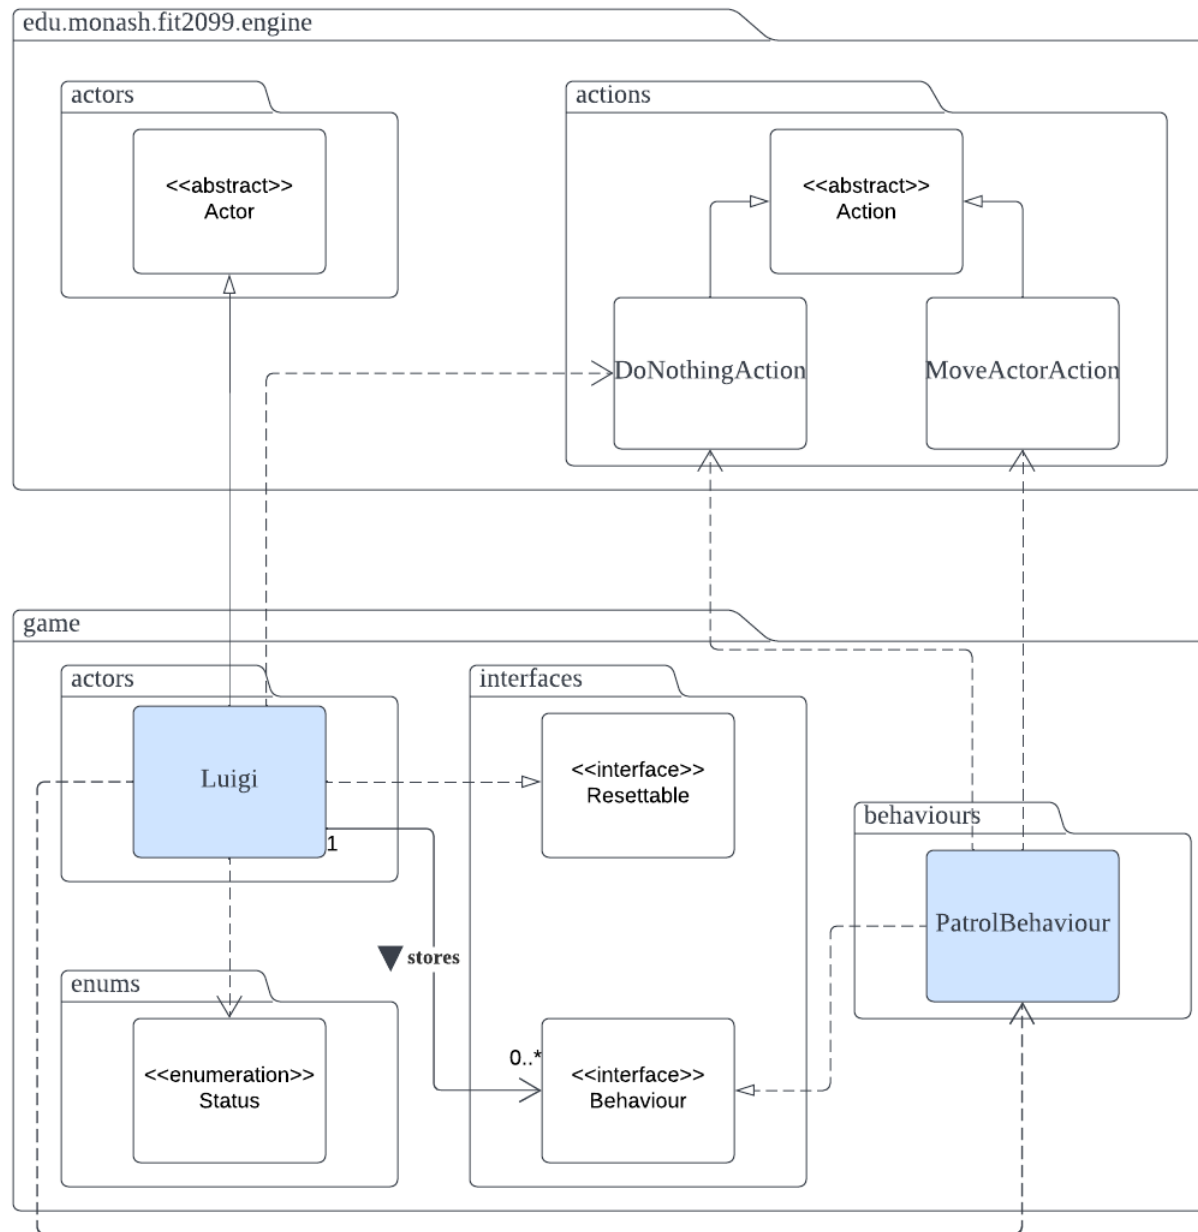 edu.monash.fit2099.engine
actors
actions
<<abstract>>
Actor
<<abstract>>
Action
DoNothingAction
MoveActorAction
game
actors
interfaces
Luigi
<<interface>>
Resettable
1
behaviours
PatrolBehaviour
stores
enums
<<enumeration>>
Status
0..*
<<interface>>
Behaviour